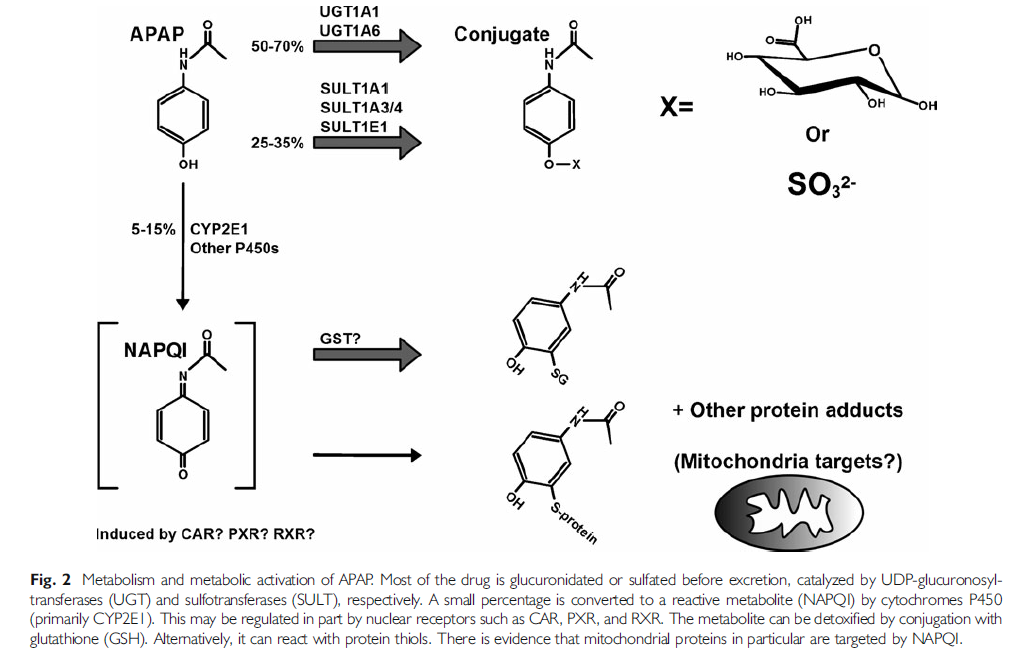 UGT1A1
UGT1A6
APAP
O
50-70%
Conjugate
O
H
N
H
N
OH
O
O
HO
HO
OH
OH
SULT1A1
SULT1A3/4
SULT1E1
25-35%
X=
Or
OH
O—X
SO₃²⁻
5-15%
CYP2E1
Other P450s
NAPQI
O
N
O
GST?
H
N
O
OH
SG
+ Other protein adducts
H
N
O
OH
S-protein
(Mitochondria targets?)
Induced by CAR? PXR? RXR?
Fig. 2 Metabolism and metabolic activation of APAP. Most of the drug is glucuronidated or sulfated before excretion, catalyzed by UDP-glucuronosyl-
transferases (UGT) and sulfotransferases (SULT), respectively. A small percentage is converted to a reactive metabolite (NAPQI) by cytochromes P450
(primarily CYP2E1). This may be regulated in part by nuclear receptors such as CAR, PXR, and RXR. The metabolite can be detoxified by conjugation with
glutathione (GSH). Alternatively, it can react with protein thiols. There is evidence that mitochondrial proteins in particular are targeted by NAPQI.